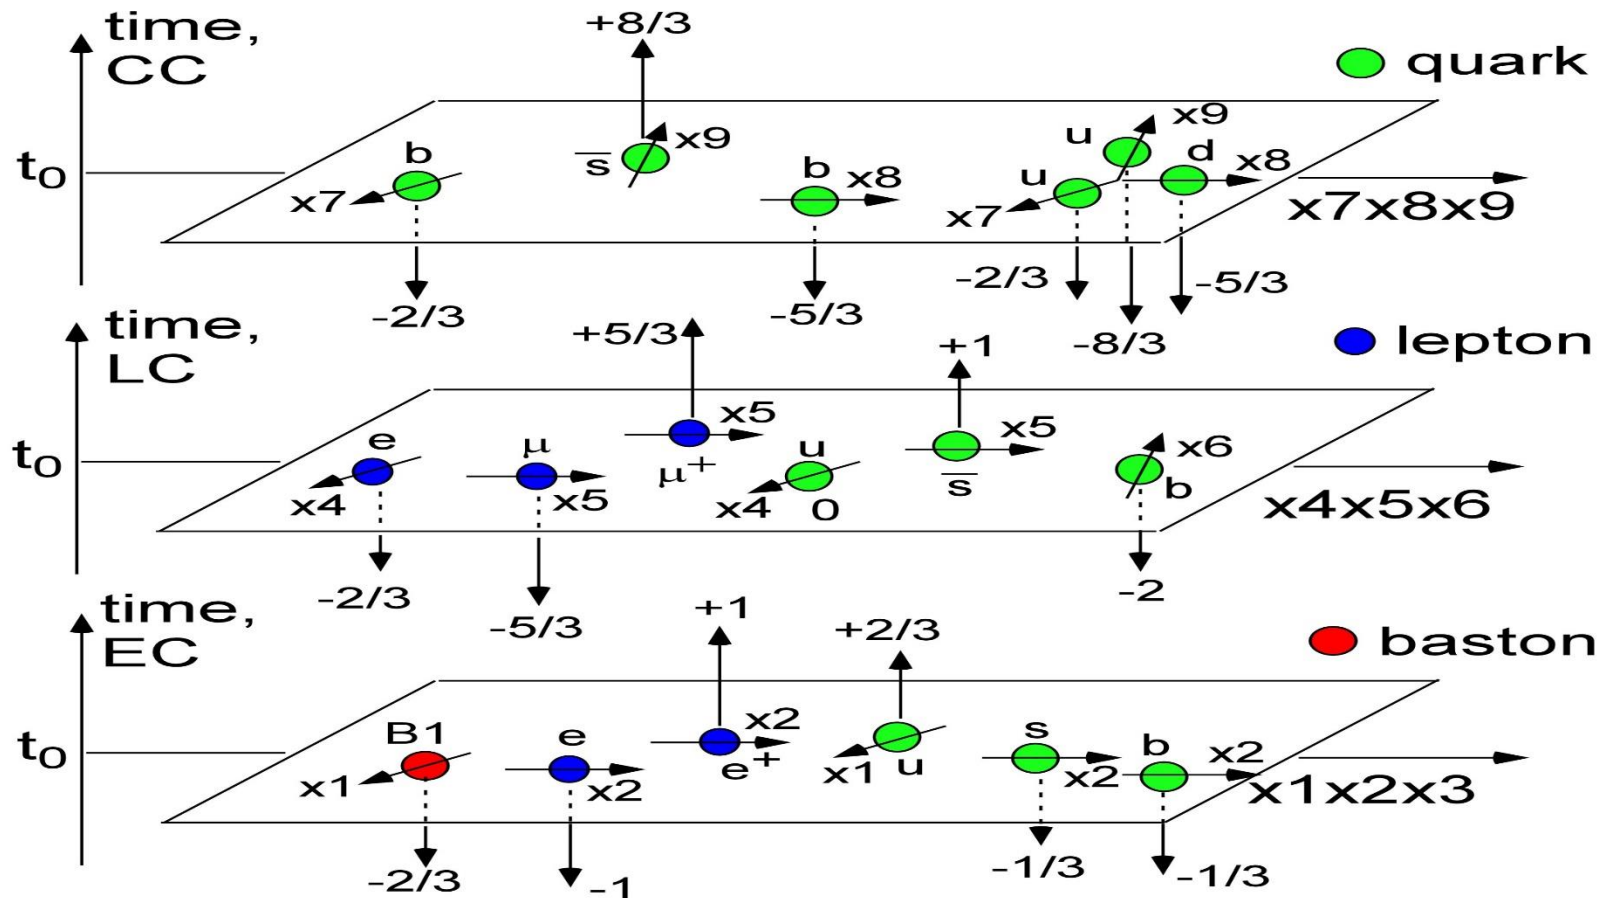 time,
CC
+8/3
quark
t0
b
x7
s̅
x9
b
x8
u
x9
d
x8
u
x7
x7x8x9
-2/3
-5/3
-2/3
-8/3
-5/3
time,
LC
+5/3
+1
lepton
t0
e
x4
μ
x5
x5
μ+
u
x4
0
x5
s̅
x6
b
x4x5x6
-2/3
-5/3
-2
time,
EC
+1
+2/3
baston
t0
B1
x1
e
x2
x2
e+
x1
u
s
x2
b
x2
x1x2x3
-2/3
-1
-1/3
-1/3